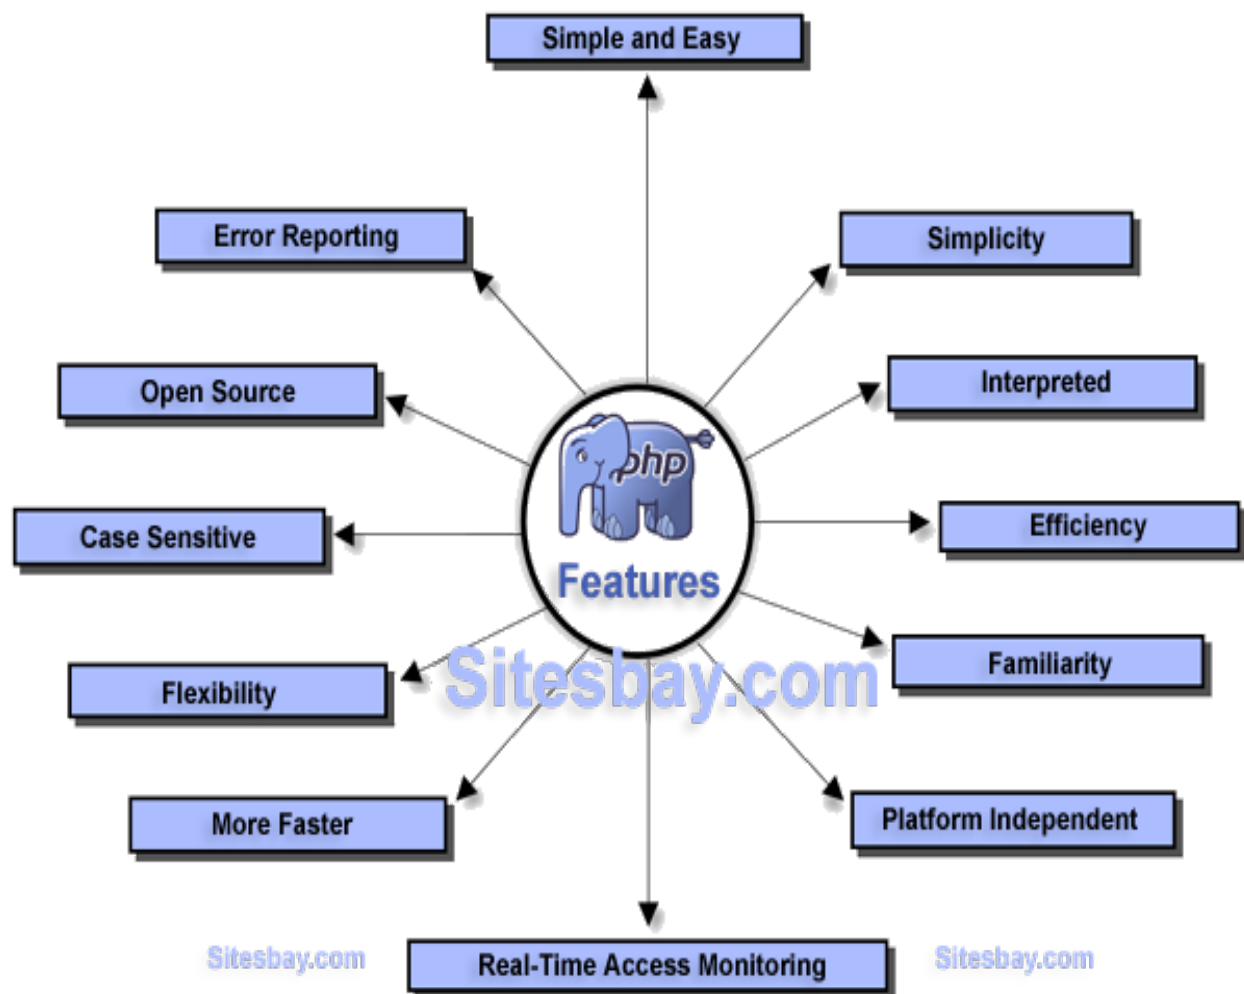 Simple and Easy
Error Reporting
Simplicity
Open Source
Interpreted
php
Features
Case Sensitive
Efficiency
Flexibility
Familiarity
Sitesbay.com
More Faster
Platform Independent
Sitesbay.com
Real-Time Access Monitoring
Sitesbay.com